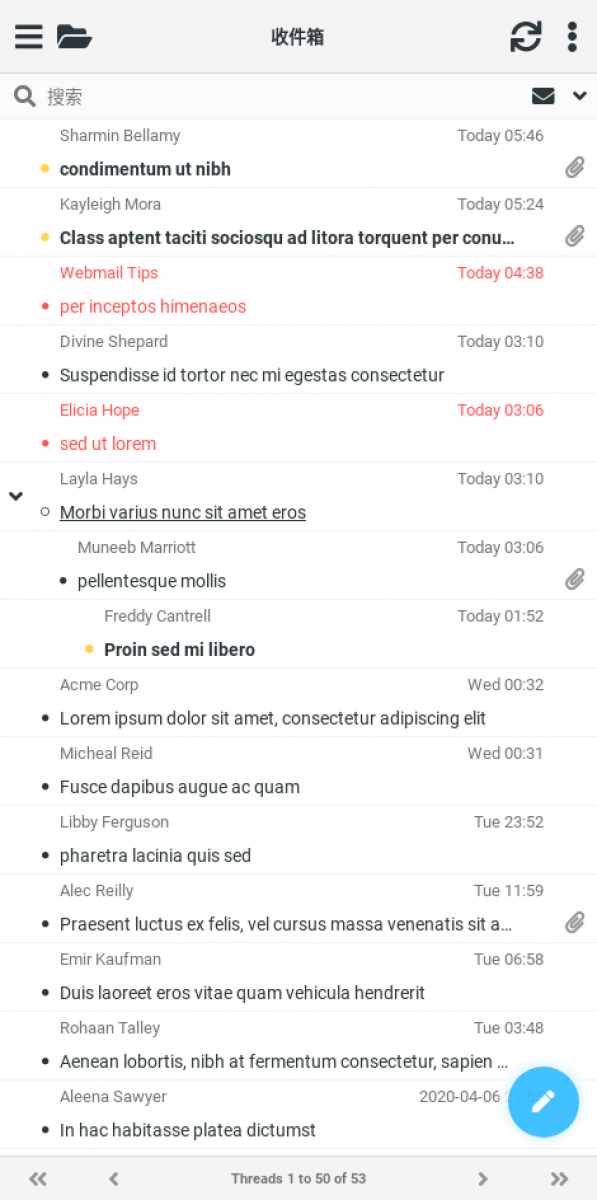 收件箱
搜索
Sharmin Bellamy Today 05:46
condimentum ut nibh
Kayleigh Mora Today 05:24
Class aptent taciti sociosqu ad litora torquent per conu...
Webmail Tips Today 04:38
per inceptos himenaeos
Divine Shepard Today 03:10
Suspendisse id tortor nec mi egestas consectetur
Elicia Hope Today 03:06
sed ut lorem
Layla Hays Today 03:10
Morbi varius nunc sit amet eros
Muneeb Marriott Today 03:06
pellentesque mollis
Freddy Cantrell Today 01:52
Proin sed mi libero
Acme Corp Wed 00:32
Lorem ipsum dolor sit amet, consectetur adipiscing elit
Micheal Reid Wed 00:31
Fusce dapibus augue ac quam
Libby Ferguson Tue 23:52
pharetra lacinia quis sed
Alec Reilly Tue 11:59
Praesent luctus ex felis, vel cursus massa venenatis sit a...
Emir Kaufman Tue 06:58
Duis laoreet eros vitae quam vehicula hendrerit
Rohaan Talley Tue 03:48
Aenean lobortis, nibh at fermentum consectetur, sapien ...
Aleena Sawyer 2020-04-06
In hac habitasse platea dictumst
Threads 1 to 50 of 53